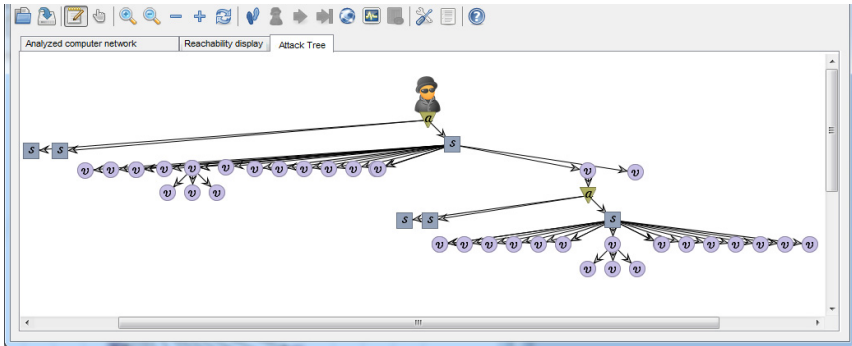 Analyzed computer network Reachability display Attack Tree
a
s s s
v v v v v v v v v v v v v v
v v v a
s s s
v v v v v v v v v v v v v v
v v v